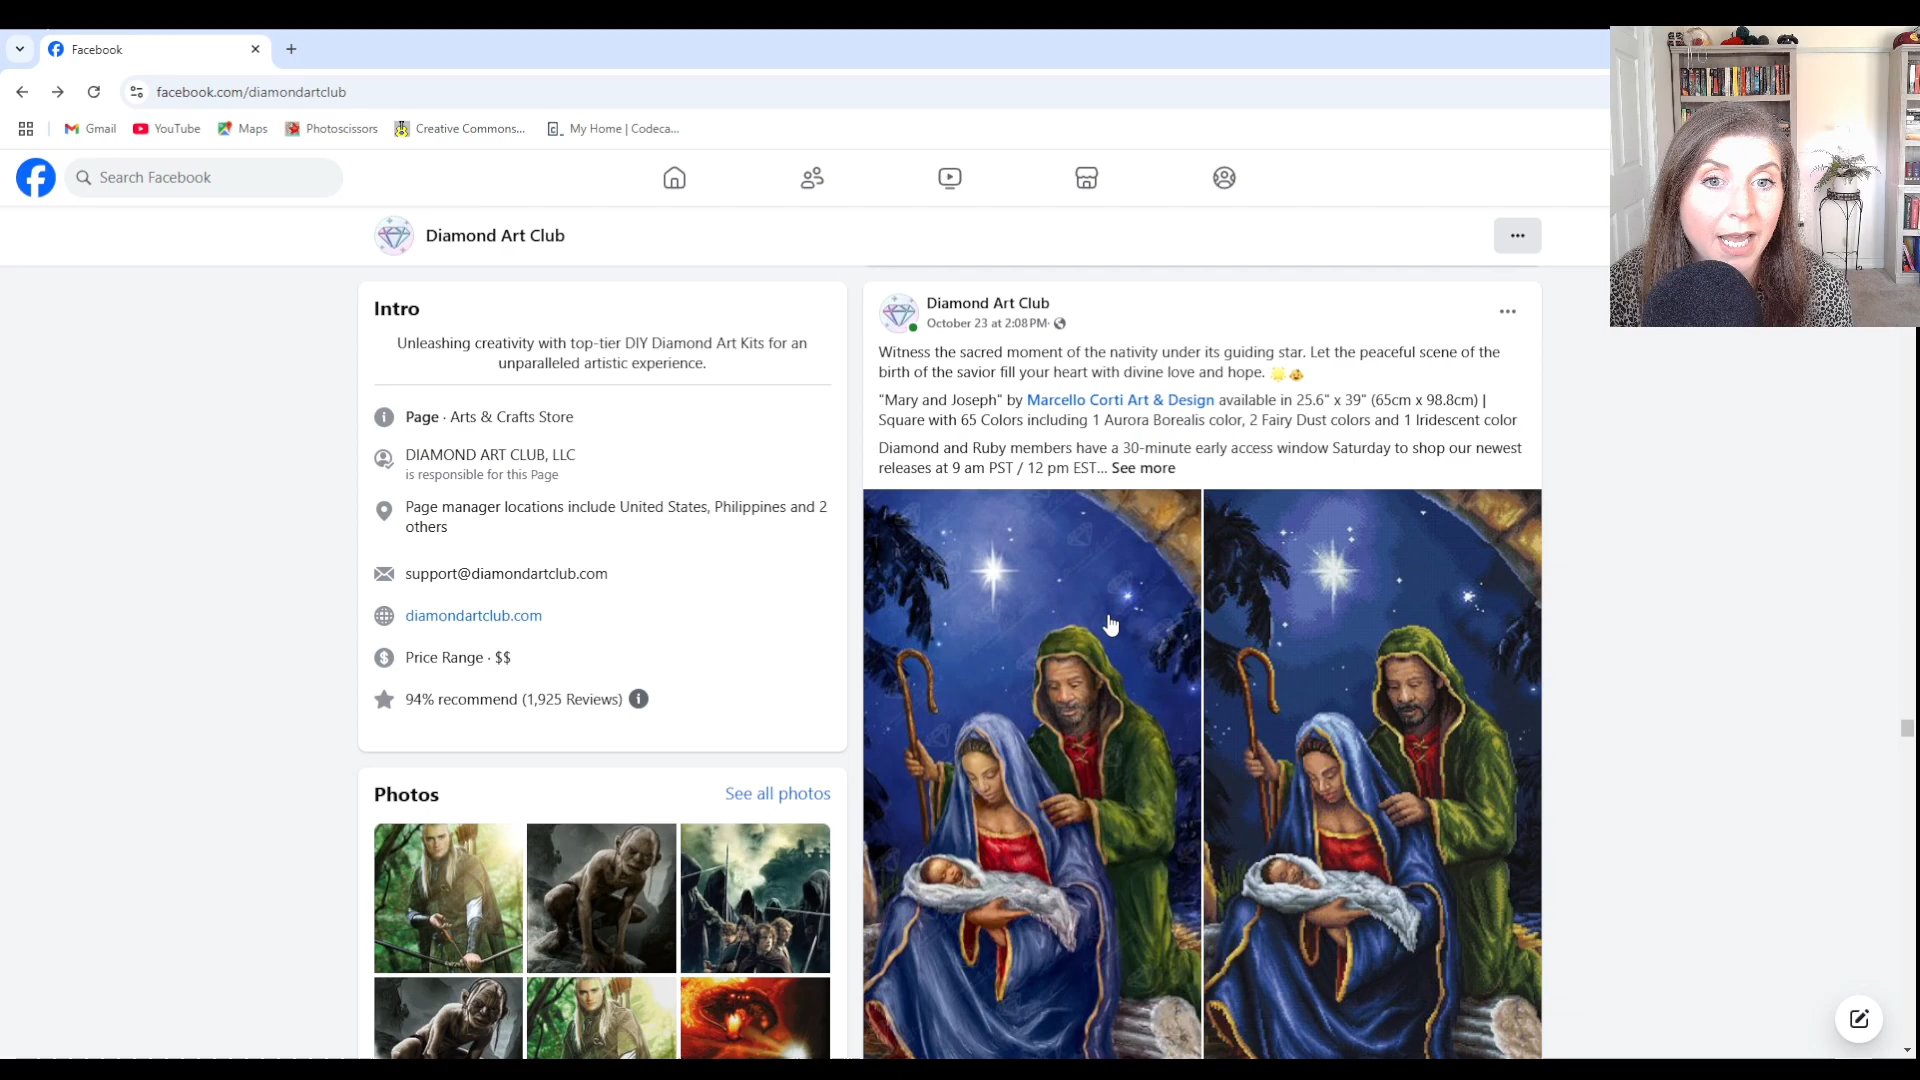 Facebook
facebook.com/diamondartclub
Gmail
YouTube
Maps
Photoscissors
Creative Commons...
My Home | Codeca...
Search Facebook
Diamond Art Club
Intro
Unleashing creativity with top-tier DIY Diamond Art Kits for an
unparalleled artistic experience.
Page · Arts & Crafts Store
DIAMOND ART CLUB, LLC
is responsible for this Page
Page manager locations include United States, Philippines and 2
others
support@diamondartclub.com
diamondartclub.com
Price Range · $$
94% recommend (1,925 Reviews)
Photos
See all photos
Diamond Art Club
October 23 at 2:08 PM ·
Witness the sacred moment of the nativity under its guiding star. Let the peaceful scene of the
birth of the savior fill your heart with divine love and hope.
"Mary and Joseph" by Marcello Corti Art & Design available in 25.6" x 39" (65cm x 98.8cm) |
Square with 65 Colors including 1 Aurora Borealis color, 2 Fairy Dust colors and 1 Iridescent color
Diamond and Ruby members have a 30-minute early access window Saturday to shop our newest
releases at 9 am PST / 12 pm EST... See more